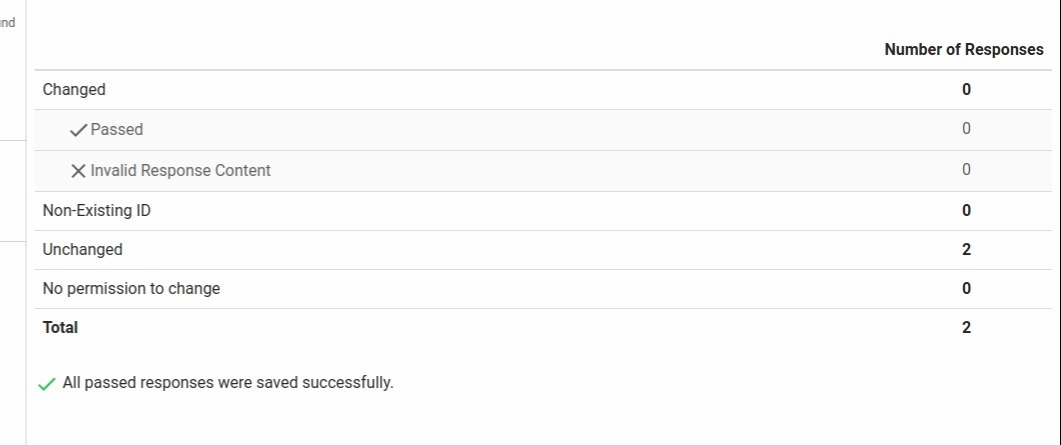 Number of Responses
Changed 0
Passed 0
Invalid Response Content 0
Non-Existing ID 0
Unchanged 2
No permission to change 0
Total 2
All passed responses were saved successfully.